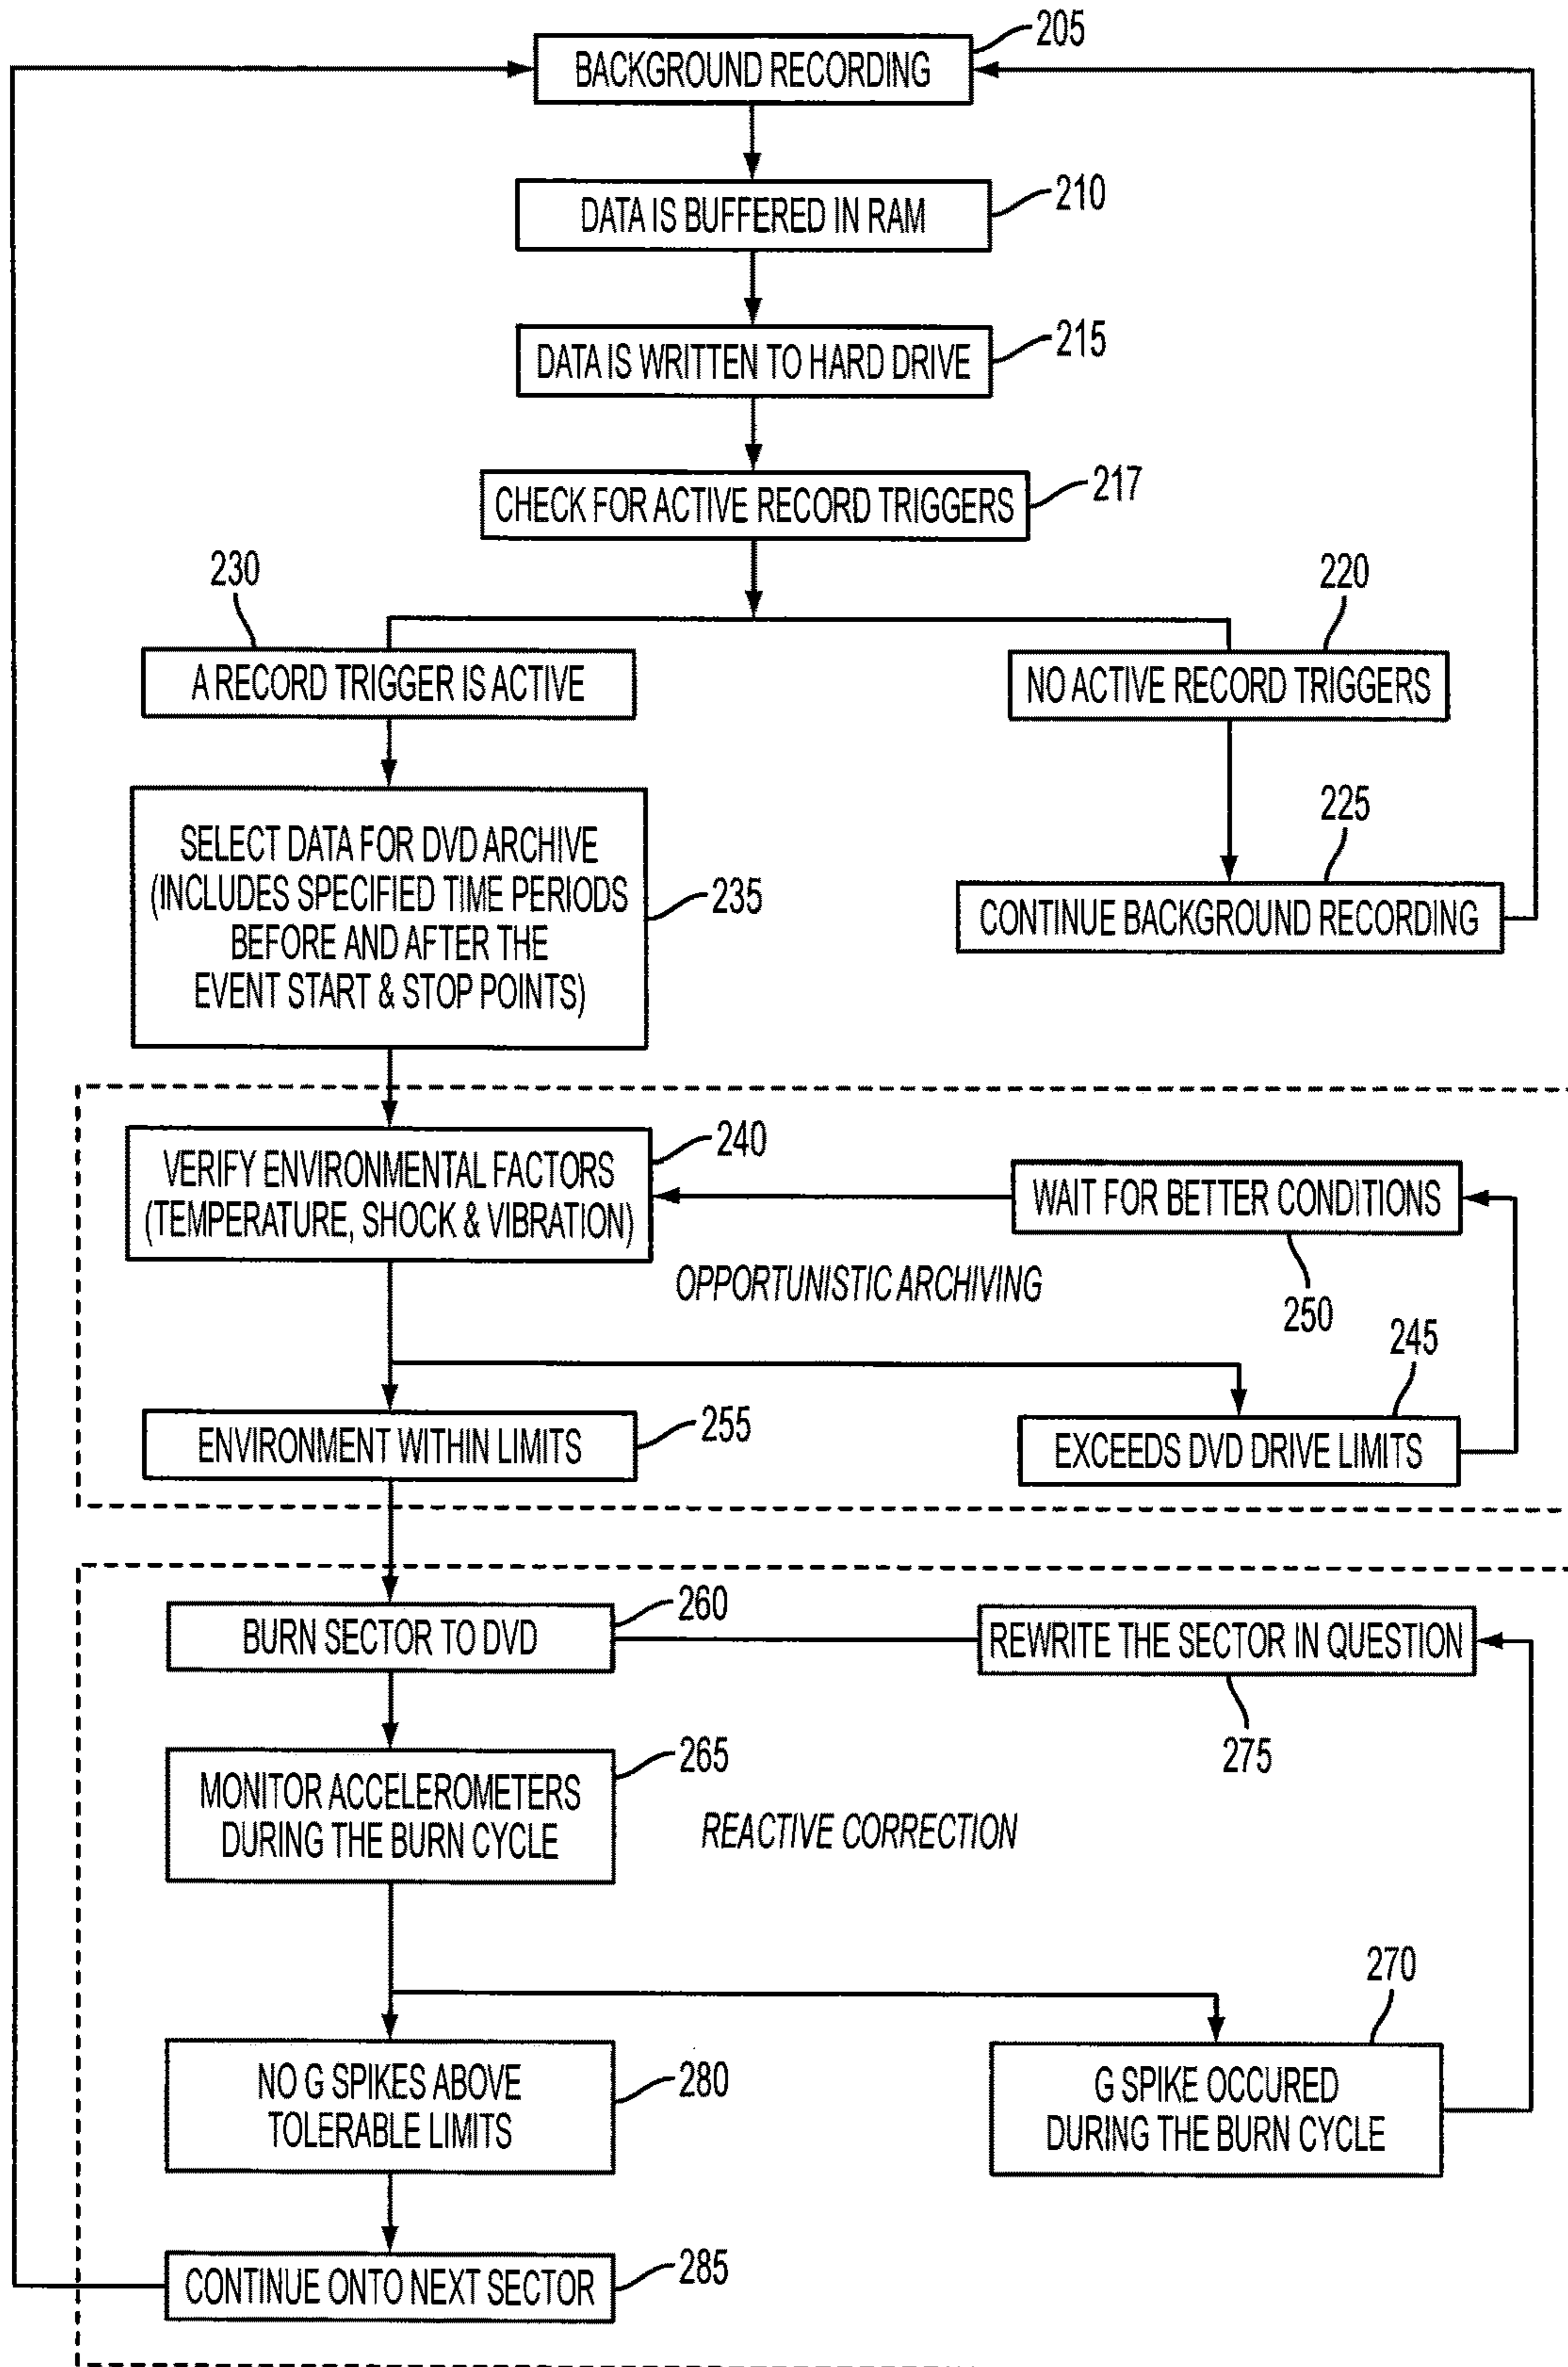 205
BACKGROUND RECORDING
210
DATA IS BUFFERED IN RAM
215
DATA IS WRITTEN TO HARD DRIVE
217
CHECK FOR ACTIVE RECORD TRIGGERS
230
220
A RECORD TRIGGER IS ACTIVE
NO ACTIVE RECORD TRIGGERS
SELECT DATA FOR DVD ARCHIVE
(INCLUDES SPECIFIED TIME PERIODS
BEFORE AND AFTER THE
EVENT START & STOP POINTS)
235
225
CONTINUE BACKGROUND RECORDING
240
VERIFY ENVIRONMENTAL FACTORS
(TEMPERATURE, SHOCK & VIBRATION)
WAIT FOR BETTER CONDITIONS
250
OPPORTUNISTIC ARCHIVING
245
ENVIRONMENT WITHIN LIMITS
255
EXCEEDS DVD DRIVE LIMITS
260
BURN SECTOR TO DVD
REWRITE THE SECTOR IN QUESTION
275
265
MONITOR ACCELEROMETERS
DURING THE BURN CYCLE
REACTIVE CORRECTION
270
NO G SPIKES ABOVE
TOLERABLE LIMITS
280
G SPIKE OCCURED
DURING THE BURN CYCLE
CONTINUE ONTO NEXT SECTOR
285